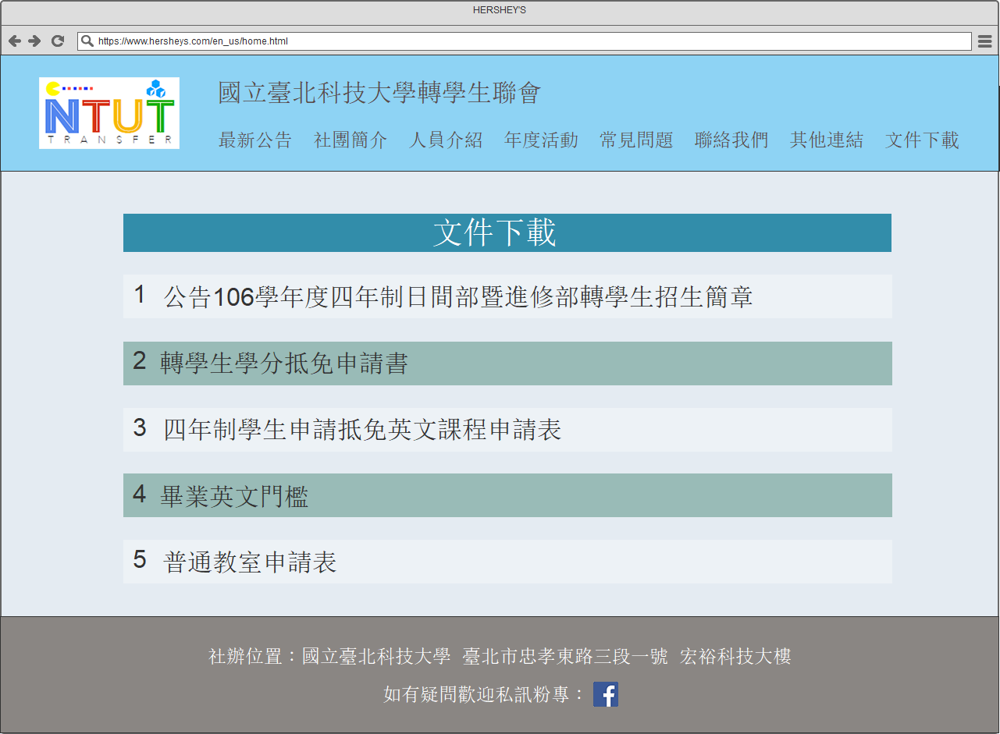 HERSHEY'S
https://www.hersheys.com/en_us/home.html
NTUT
TRANSFER
國立臺北科技大學轉學生聯會
最新公告 社團簡介 人員介紹 年度活動 常見問題 聯絡我們 其他連結 文件下載
文件下載
1 公告106學年度四年制日間部暨進修部轉學生招生簡章
2 轉學生學分抵免申請書
3 四年制學生申請抵免英文課程申請表
4 畢業英文門檻
5 普通教室申請表
社辦位置：國立臺北科技大學 臺北市忠孝東路三段一號 宏裕科技大樓
如有疑問歡迎私訊粉專：